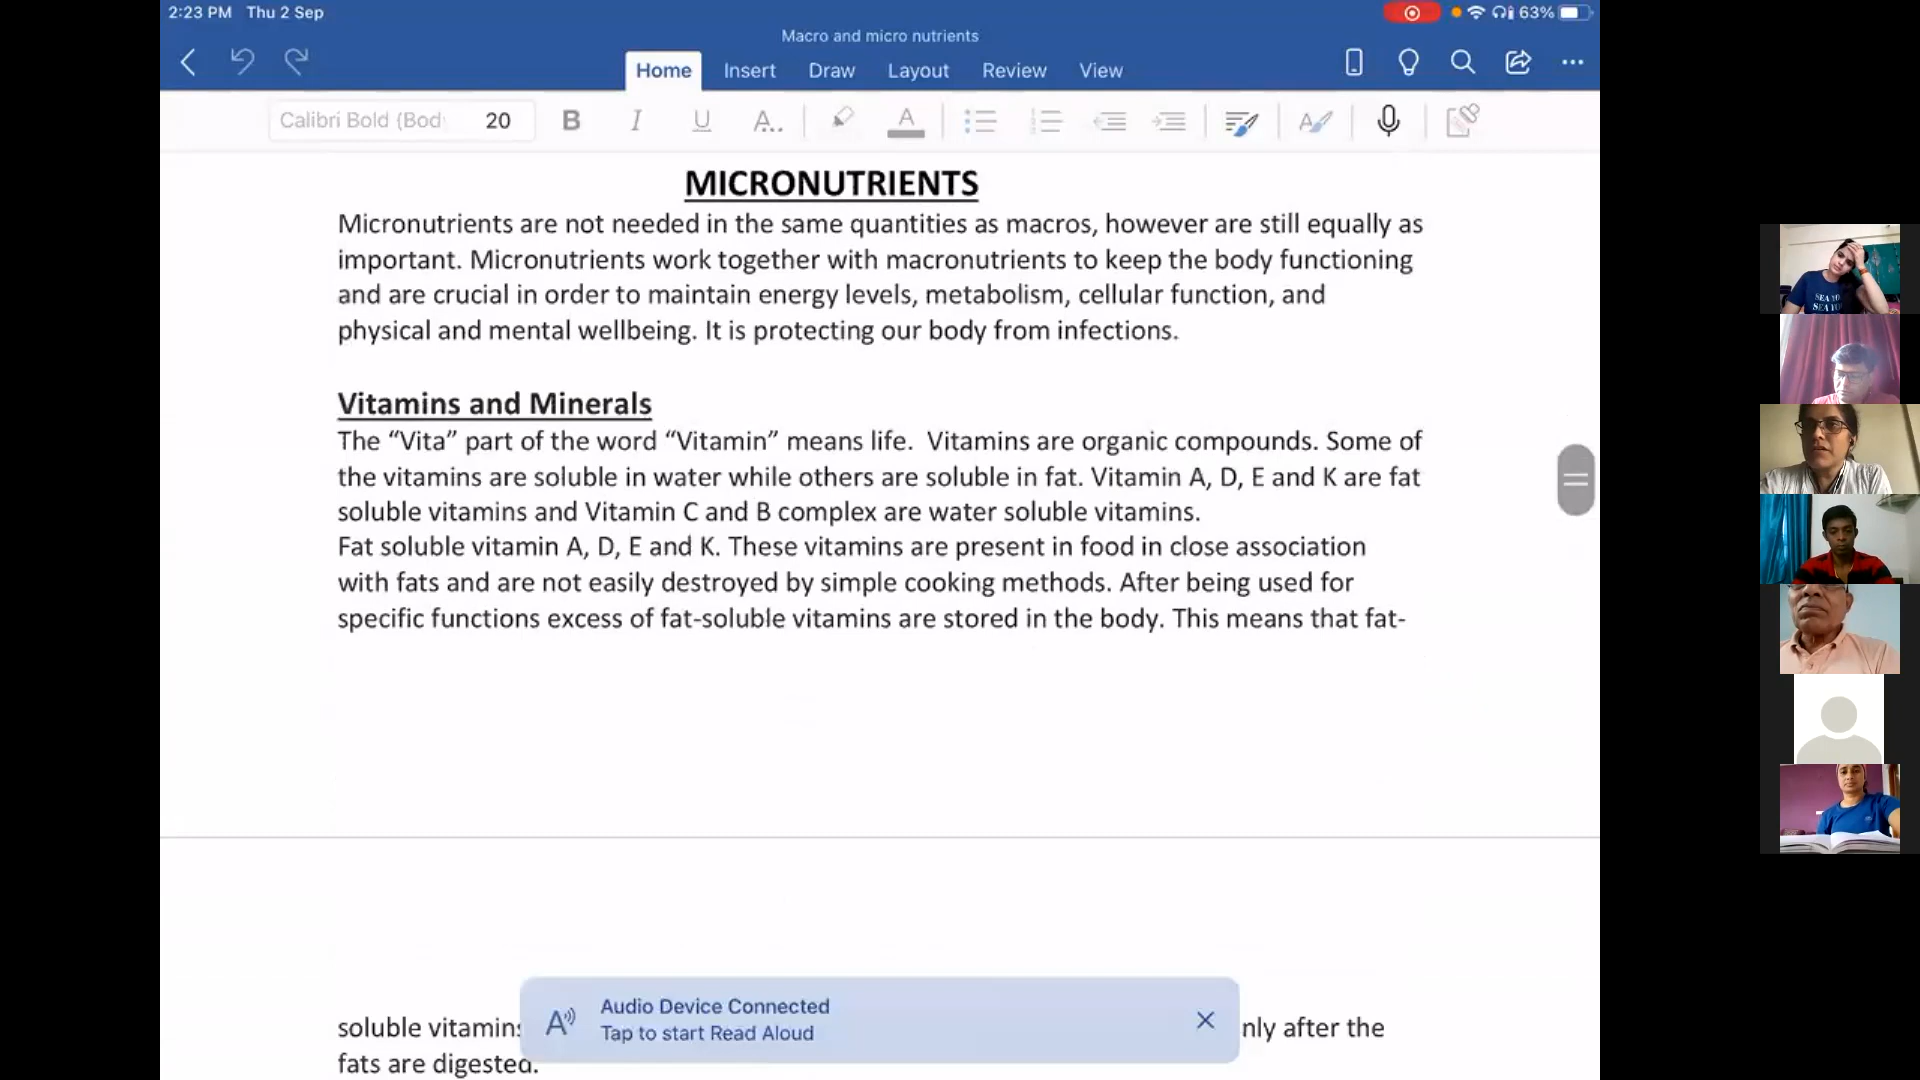 2:23 PM Thu 2 Sep
63%
Macro and micro nutrients
Home Insert Draw Layout Review View
Calibri Bold (Bod 20 B I U A.. A
MICRONUTRIENTS
Micronutrients are not needed in the same quantities as macros, however are still equally as
important. Micronutrients work together with macronutrients to keep the body functioning
and are crucial in order to maintain energy levels, metabolism, cellular function, and
physical and mental wellbeing. It is protecting our body from infections.
Vitamins and Minerals
The “Vita” part of the word “Vitamin” means life.  Vitamins are organic compounds. Some of
the vitamins are soluble in water while others are soluble in fat. Vitamin A, D, E and K are fat
soluble vitamins and Vitamin C and B complex are water soluble vitamins.
Fat soluble vitamin A, D, E and K. These vitamins are present in food in close association
with fats and are not easily destroyed by simple cooking methods. After being used for
specific functions excess of fat-soluble vitamins are stored in the body. This means that fat-
Audio Device Connected
Tap to start Read Aloud
soluble vitamins nly after the
fats are digested.